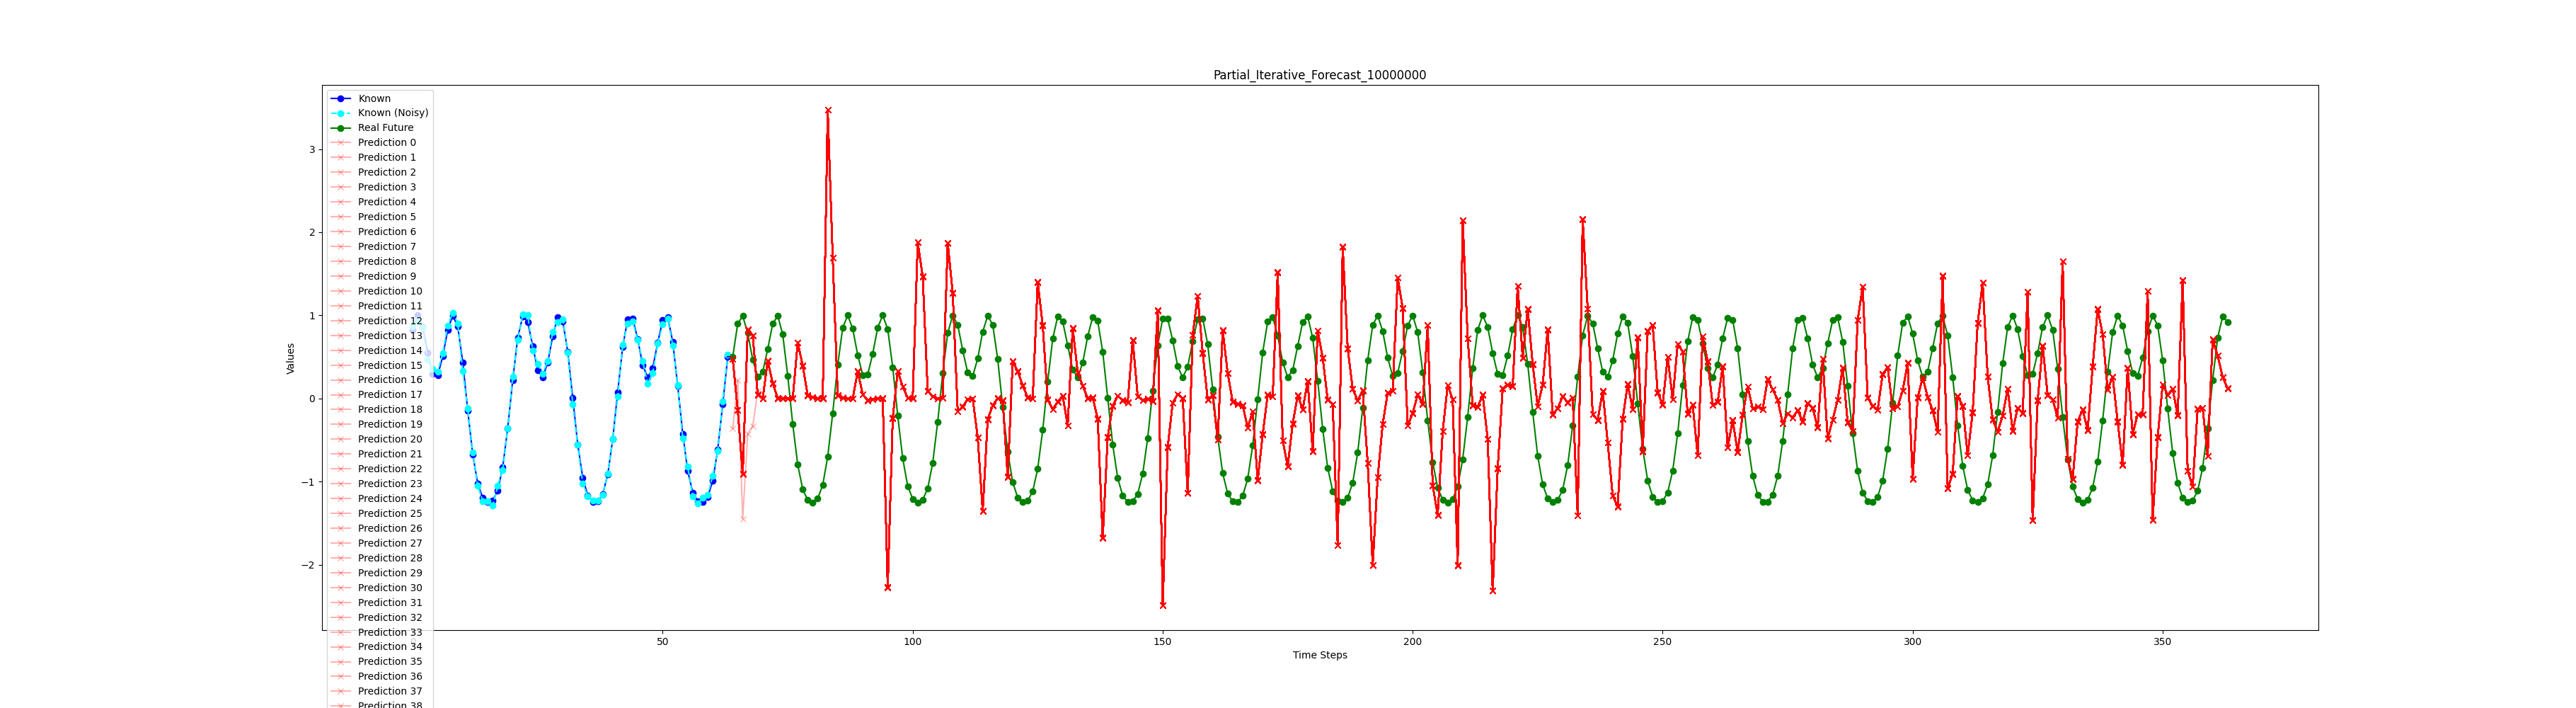 Partial_Iterative_Forecast_10000000
Known
Known (Noisy)
Real Future
Prediction 0
Prediction 1
Prediction 2
Prediction 3
Prediction 4
Prediction 5
Prediction 6
Prediction 7
Prediction 8
Prediction 9
Prediction 10
Prediction 11
Prediction 12
Prediction 13
Prediction 14
Prediction 15
Prediction 16
Prediction 17
Prediction 18
Prediction 19
Prediction 20
Prediction 21
Prediction 22
Prediction 23
Prediction 24
Prediction 25
Prediction 26
Prediction 27
Prediction 28
Prediction 29
Prediction 30
Prediction 31
Prediction 32
Prediction 33
Prediction 34
Prediction 35
Prediction 36
Prediction 37
Prediction 38
3
2
1
0
−1
−2
Values
50 100 150 200 250 300 350
Time Steps